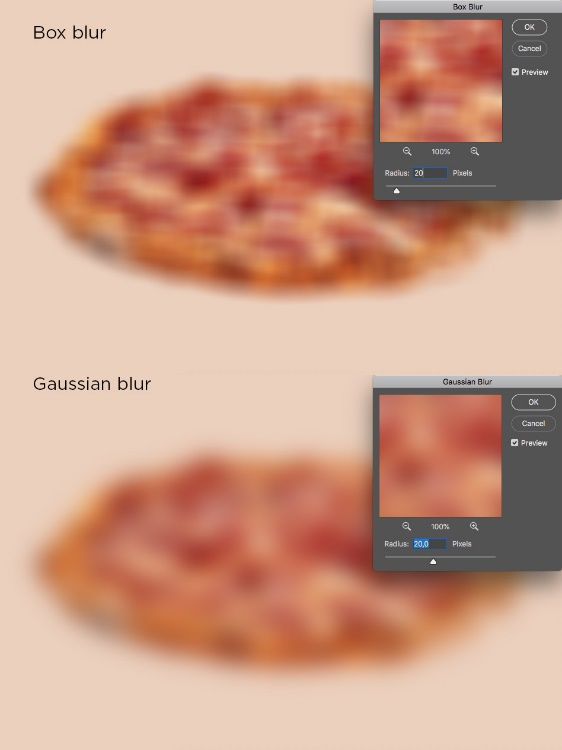 Box blur
Box Blur
OK
Cancel
Preview
100%
Radius: 20 Pixels
Gaussian blur
Gaussian Blur
OK
Cancel
Preview
100%
Radius: 20,0 Pixels